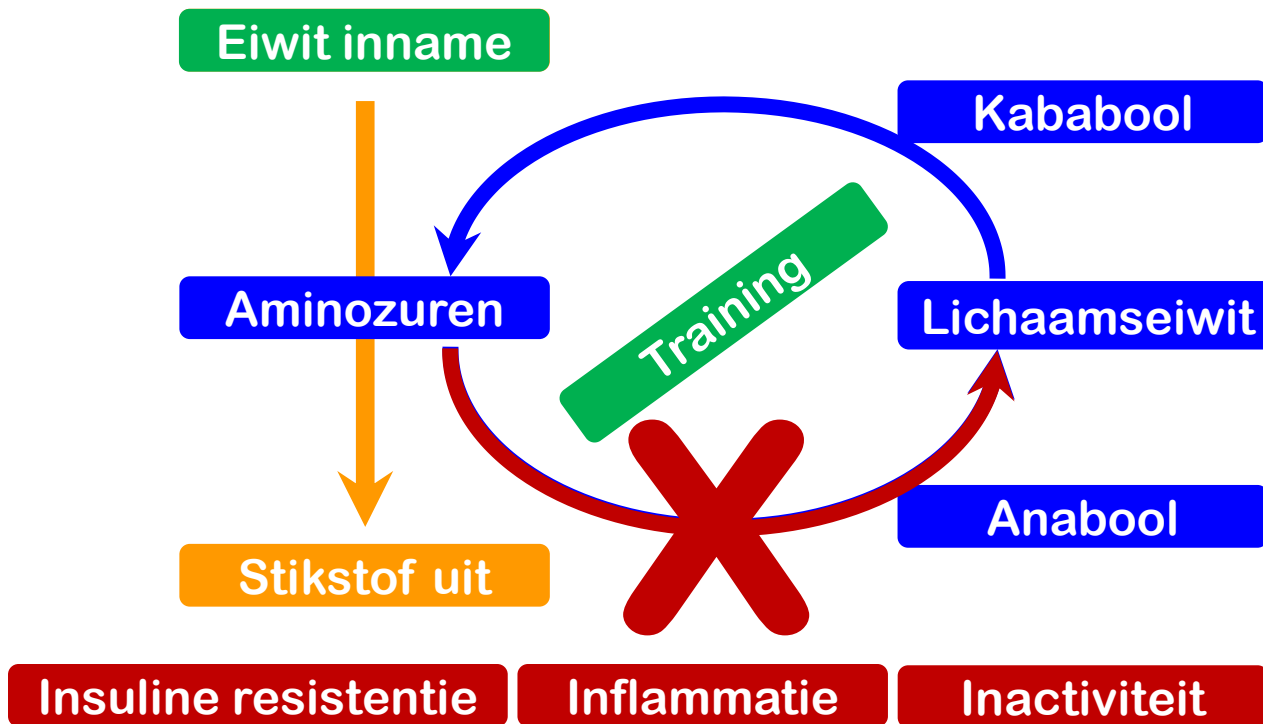 Eiwit inname
Kababool
Training
Aminozuren
Lichaamseiwit
Anabool
Stikstof uit
Insuline resistentie
Inflammatie
Inactiviteit